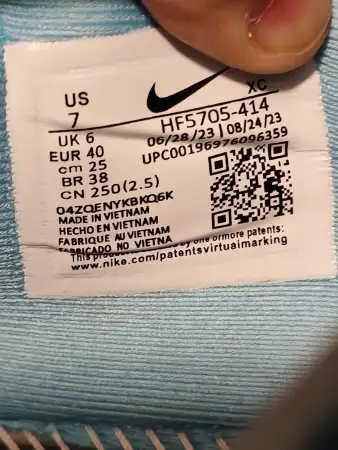 US
7
UK 6
EUR 40
cm 25
BR 38
CN 250(2.5)
XC
HF5705-414
06/28/23 | 08/24/23
UPC00196976096359
04ZQENYKBKQ6K
MADE IN VIETNAM
HECHO EN VIETNAM
FABRIQUE AU VIETNAM
FABRICADO NO VIETNA
This by one ormore patents:
www.nike.com/patentsvirtualmarking